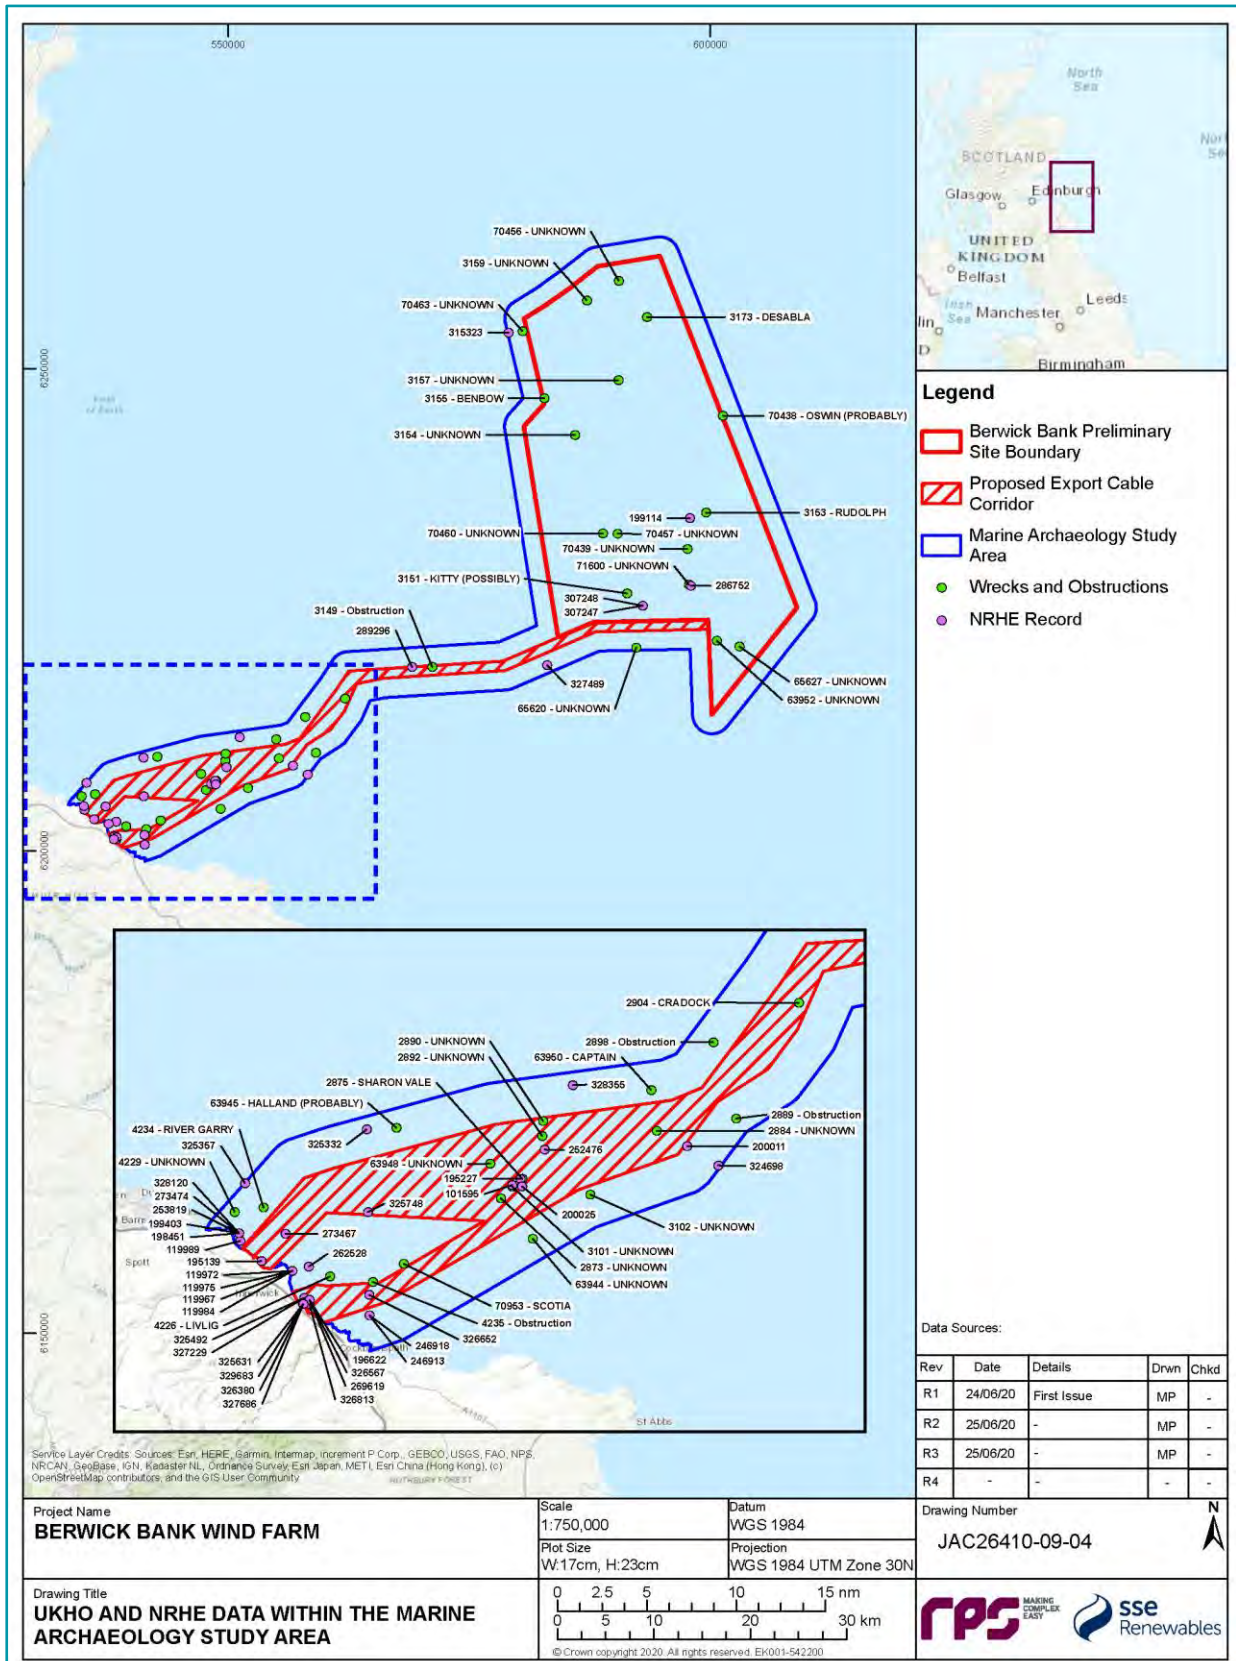 550000
600000
6250000
6200000
6150000
70456 - UNKNOWN
3159 - UNKNOWN
70463 - UNKNOWN
315323
3173 - DESABLA
3157 - UNKNOWN
3155 - BENBOW
70438 - OSWIN (PROBABLY)
3154 - UNKNOWN
3153 - RUDOLPH
199114
70460 - UNKNOWN
70457 - UNKNOWN
70439 - UNKNOWN
71600 - UNKNOWN
286752
3151 - KITTY (POSSIBLY)
307248
307247
3149 - Obstruction
289296
327489
65627 - UNKNOWN
63952 - UNKNOWN
65620 - UNKNOWN
2904 - CRADOCK
2890 - UNKNOWN
2892 - UNKNOWN
2898 - Obstruction
63950 - CAPTAIN
2875 - SHARON VALE
328355
63945 - HALLAND (PROBABLY)
4234 - RIVER GARRY
325357
4229 - UNKNOWN
325332
2889 - Obstruction
2884 - UNKNOWN
252476
200011
324698
63948 - UNKNOWN
195227
101595
328120
273474
253819
199403
198451
119989
195139
325748
200025
273467
3102 - UNKNOWN
262528
3101 - UNKNOWN
2873 - UNKNOWN
63944 - UNKNOWN
119972
119975
119967
119984
4226 - LIVLIG
325492
327229
70953 - SCOTIA
4235 - Obstruction
326652
325631
329683
326380
327686
196622
326567
269619
326813
246918
246913
Spott
St Abbs
Service Layer Credits: Sources: Esri, HERE, Garmin, Intermap, increment P Corp., GEBCO, USGS, FAO, NPS,
NRCAN, GeoBase, IGN, Kadaster NL, Ordnance Survey, Esri Japan, METI, Esri China (Hong Kong), (c)
OpenStreetMap contributors, and the GIS User Community
ROTHBURY FOREST
North
Sea
SCOTLAND
Glasgow
Edinburgh
UNITED
KINGDOM
Belfast
Irish
Sea
Leeds
Manchester
Birmingham
Legend
Berwick Bank Preliminary
Site Boundary
Proposed Export Cable
Corridor
Marine Archaeology Study
Area
Wrecks and Obstructions
NRHE Record
Data Sources:
Rev Date Details Drwn Chkd
R1 24/06/20 First Issue MP -
R2 25/06/20 - MP -
R3 25/06/20 - MP -
R4 - - - -
Project Name
BERWICK BANK WIND FARM
Scale
1:750,000
Datum
WGS 1984
Plot Size
W:17cm, H:23cm
Projection
WGS 1984 UTM Zone 30N
Drawing Number
JAC26410-09-04
N
Drawing Title
UKHO AND NRHE DATA WITHIN THE MARINE
ARCHAEOLOGY STUDY AREA
0 2.5 5 10 15 nm
0 5 10 20 30 km
© Crown copyright 2020. All rights reserved. EK001-542200
rps MAKING
COMPLEX
EASY
sse
Renewables